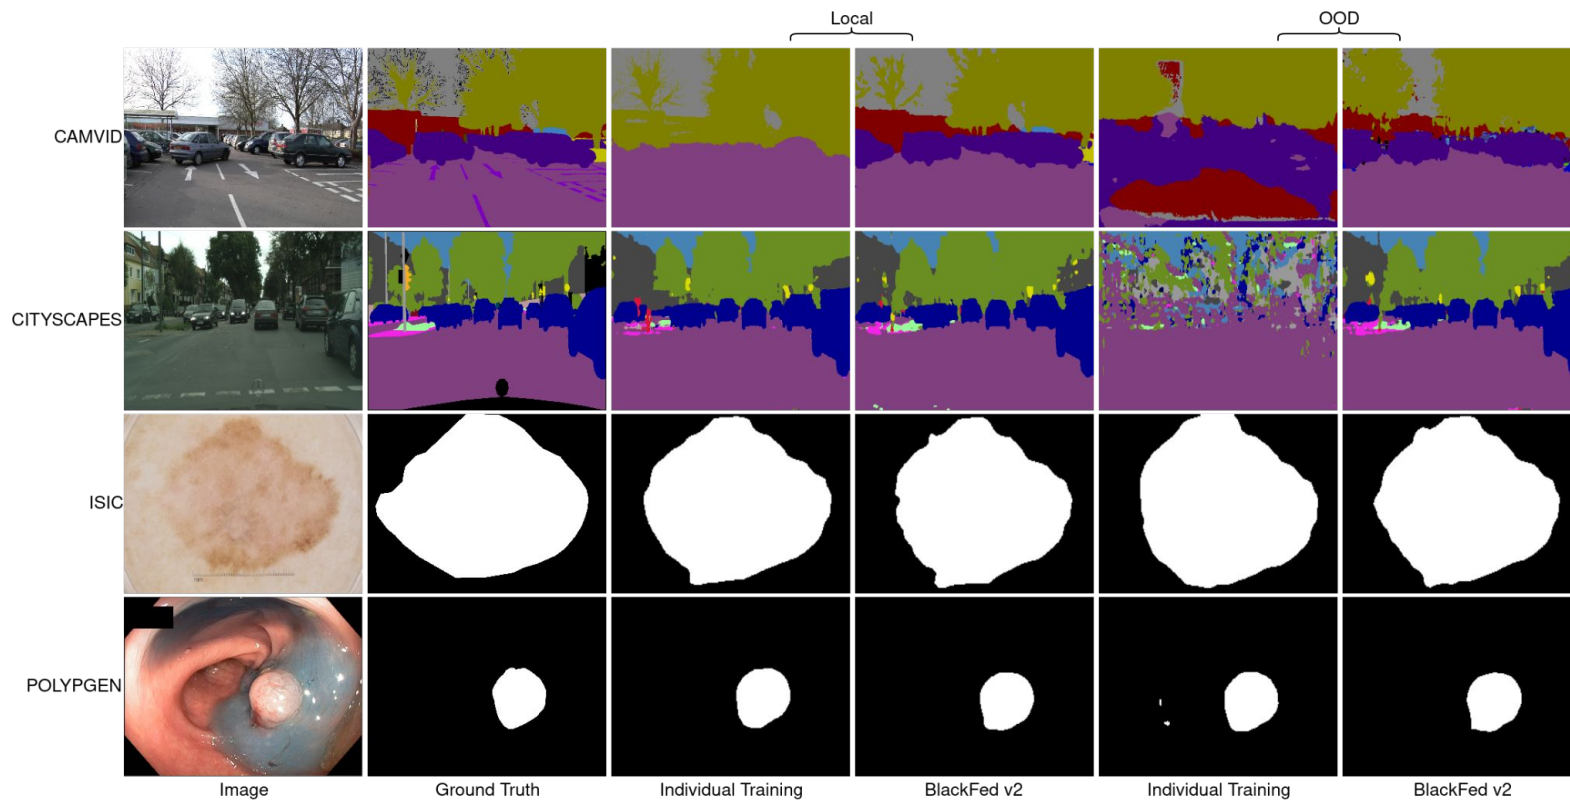 Local
OOD
CAMVID
CITYSCAPES
ISIC
POLYPGEN
Image
Ground Truth
Individual Training
BlackFed v2
Individual Training
BlackFed v2